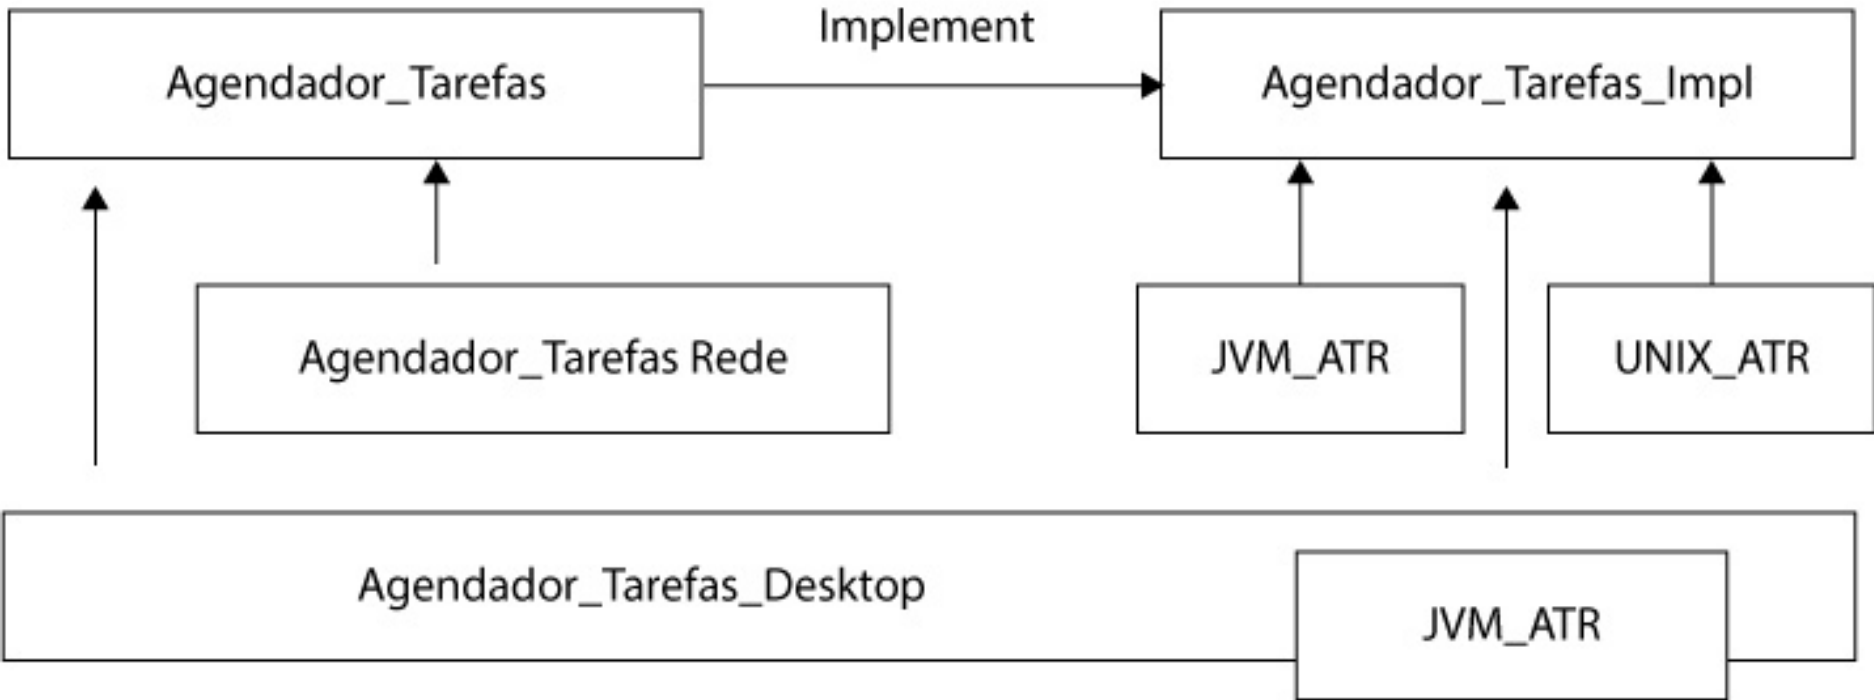 Implement
Agendador_Tarefas
Agendador_Tarefas_Impl
Agendador_Tarefas Rede
JVM_ATR
UNIX_ATR
Agendador_Tarefas_Desktop
JVM_ATR